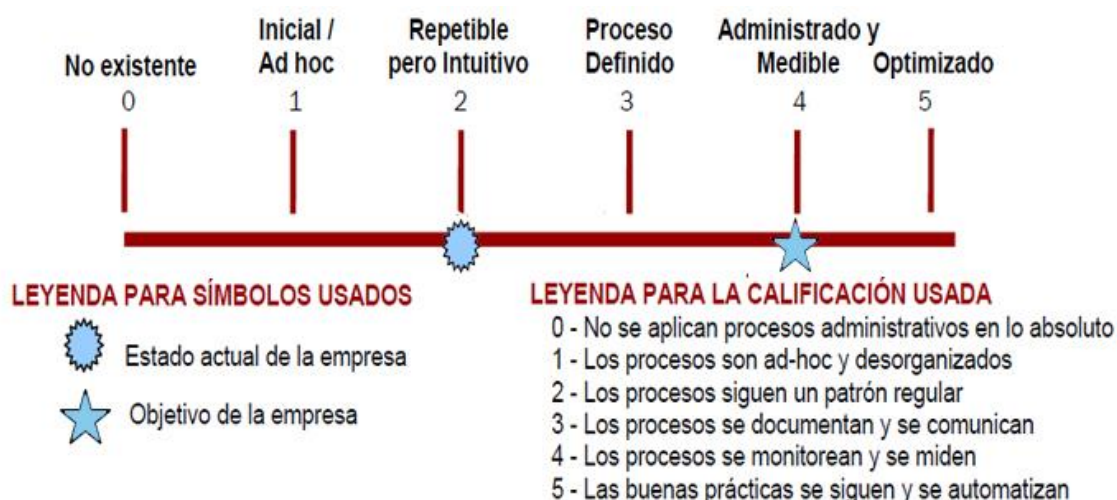 No existente
Inicial /
Ad hoc
Repetible
pero Intuitivo
Proceso
Definido
Administrado y
Medible
Optimizado
0
1
2
3
4
5
LEYENDA PARA SÍMBOLOS USADOS
Estado actual de la empresa
Objetivo de la empresa
LEYENDA PARA LA CALIFICACIÓN USADA
0 - No se aplican procesos administrativos en lo absoluto
1 - Los procesos son ad-hoc y desorganizados
2 - Los procesos siguen un patrón regular
3 - Los procesos se documentan y se comunican
4 - Los procesos se monitorean y se miden
5 - Las buenas prácticas se siguen y se automatizan